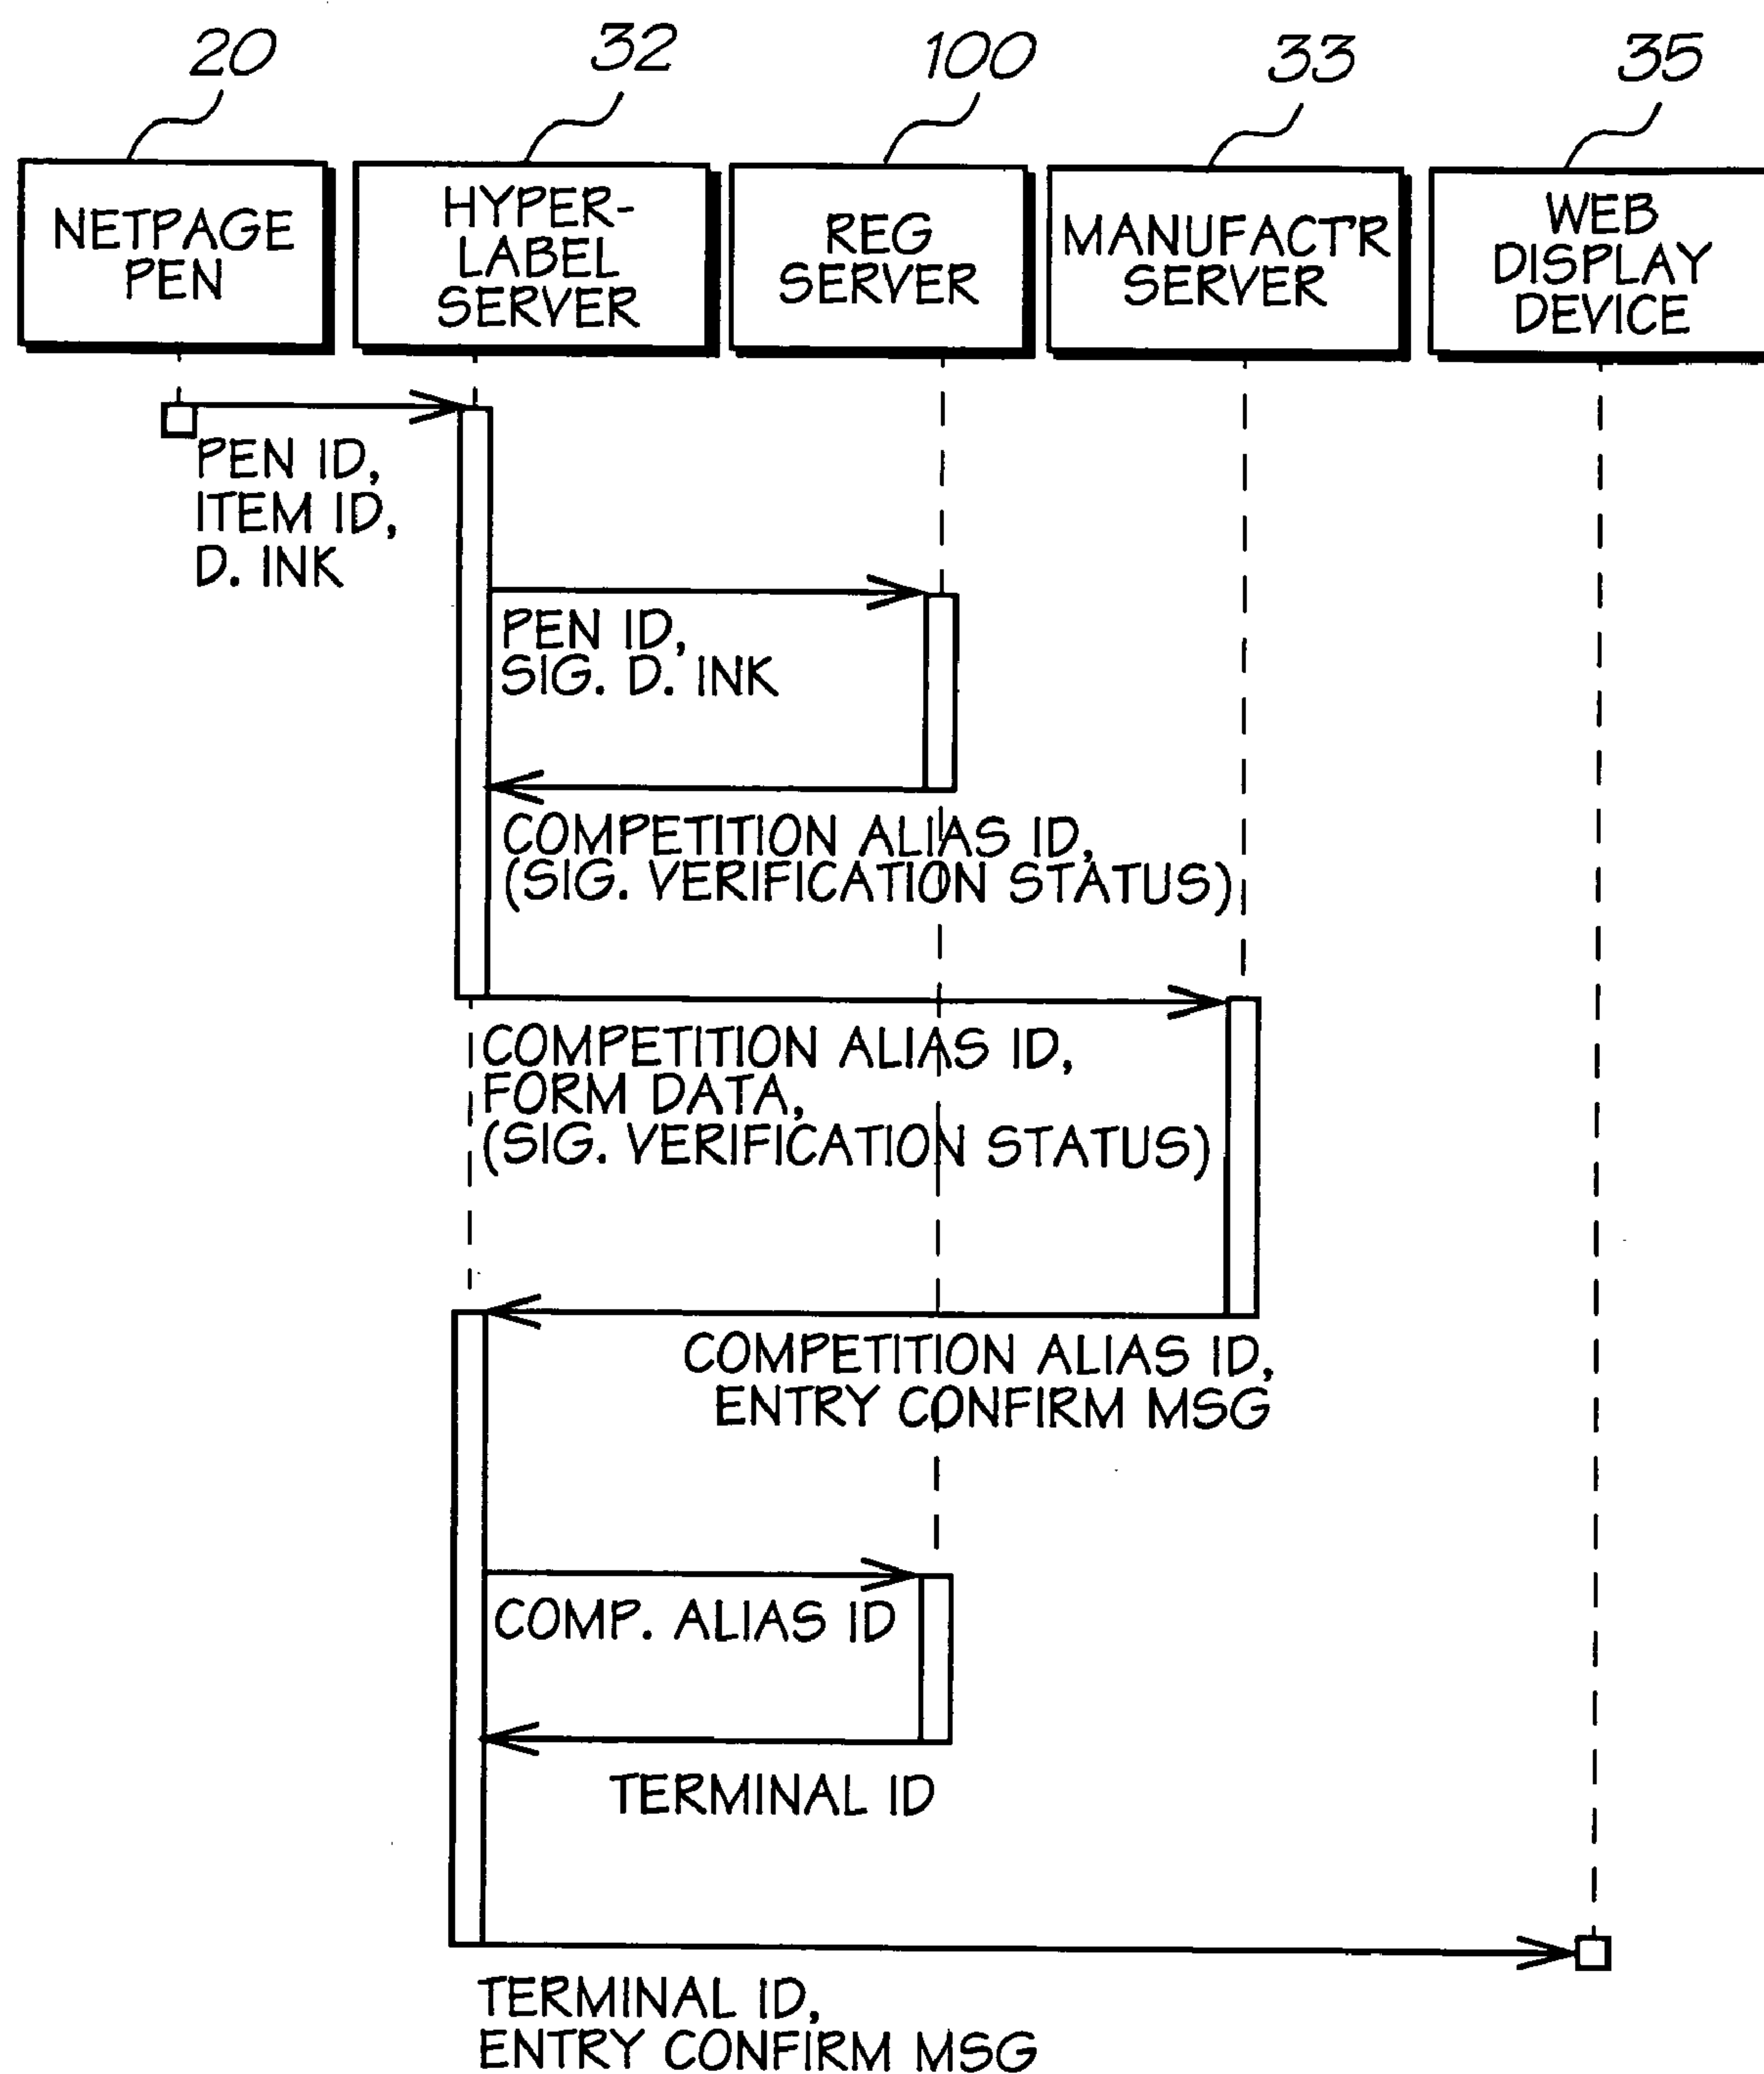 20
32
100
33
35
NETPAGE
PEN
HYPER-
LABEL
SERVER
REG
SERVER
MANUFACT'R
SERVER
WEB
DISPLAY
DEVICE
PEN ID,
ITEM ID,
D. INK
PEN ID,
SIG. D. INK
COMPETITION ALIAS ID,
(SIG. VERIFICATION STATUS)
COMPETITION ALIAS ID,
FORM DATA,
(SIG. VERIFICATION STATUS)
COMPETITION ALIAS ID,
ENTRY CONFIRM MSG
COMP. ALIAS ID
TERMINAL ID
TERMINAL ID,
ENTRY CONFIRM MSG